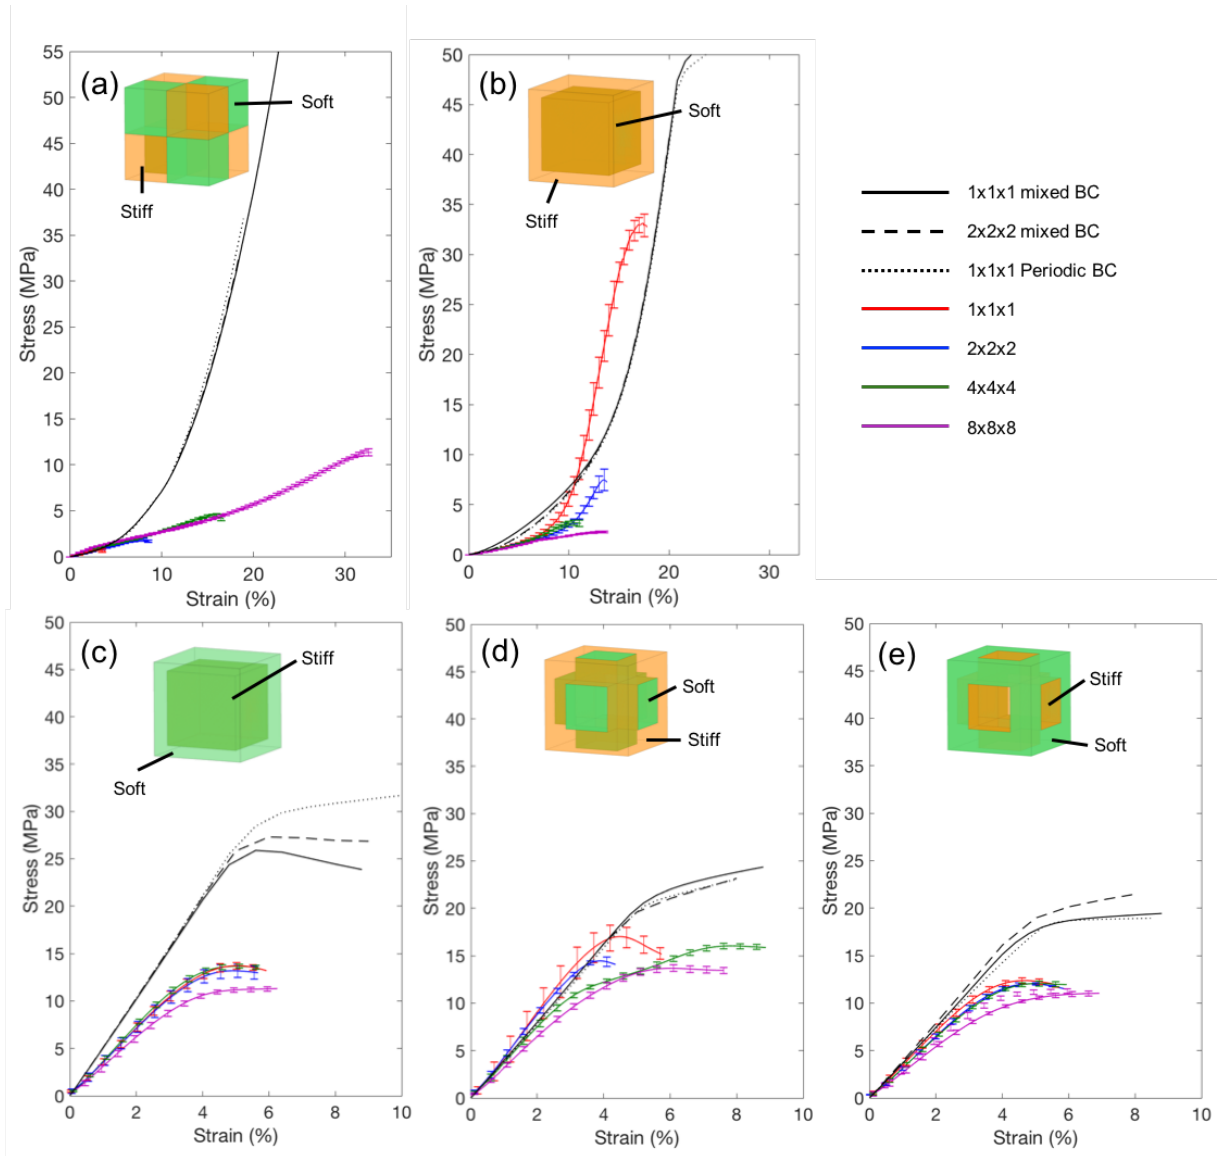 (a)
Soft
Stiff
55
50
45
40
35
30
25
20
15
10
5
0
Stress (MPa)
0 10 20 30
Strain (%)
(b)
Soft
Stiff
50
45
40
35
30
25
20
15
10
5
0
Stress (MPa)
0 10 20 30
Strain (%)
1x1x1 mixed BC
2x2x2 mixed BC
1x1x1 Periodic BC
1x1x1
2x2x2
4x4x4
8x8x8
(c)
Stiff
Soft
50
45
40
35
30
25
20
15
10
5
0
Stress (MPa)
0 2 4 6 8 10
Strain (%)
(d)
Soft
Stiff
50
45
40
35
30
25
20
15
10
5
0
Stress (MPa)
0 2 4 6 8 10
Strain (%)
(e)
Stiff
Soft
50
45
40
35
30
25
20
15
10
5
0
Stress (MPa)
0 2 4 6 8 10
Strain (%)